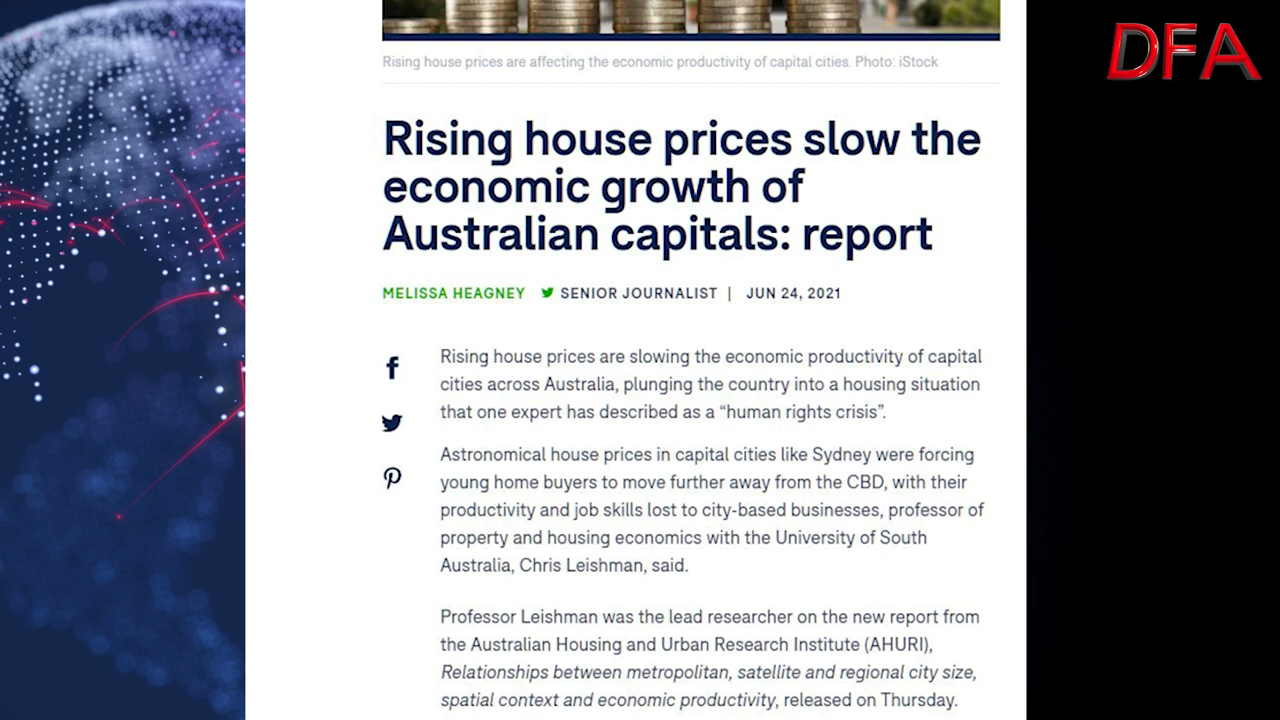 DFA
Rising house prices are affecting the economic productivity of capital cities. Photo: iStock
Rising house prices slow the
economic growth of
Australian capitals: report
MELISSA HEAGNEY SENIOR JOURNALIST | JUN 24, 2021
Rising house prices are slowing the economic productivity of capital
cities across Australia, plunging the country into a housing situation
that one expert has described as a “human rights crisis”.
Astronomical house prices in capital cities like Sydney were forcing
young home buyers to move further away from the CBD, with their
productivity and job skills lost to city-based businesses, professor of
property and housing economics with the University of South
Australia, Chris Leishman, said.
Professor Leishman was the lead researcher on the new report from
the Australian Housing and Urban Research Institute (AHURI),
Relationships between metropolitan, satellite and regional city size,
spatial context and economic productivity, released on Thursday.